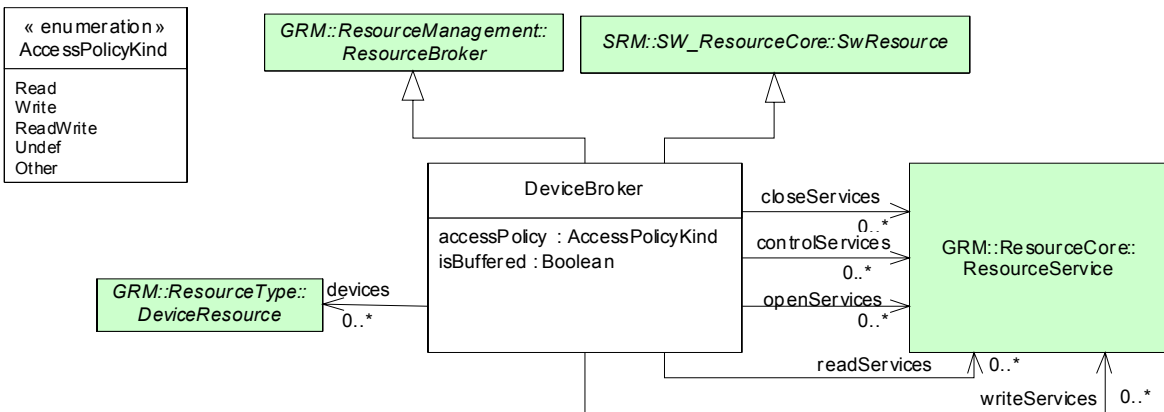 « enumeration »
AccessPolicyKind
Read
Write
ReadWrite
Undef
Other
GRM::ResourceManagement::
ResourceBroker
SRM::SW_ResourceCore::SwResource
DeviceBroker
accessPolicy : AccessPolicyKind
isBuffered : Boolean
GRM::ResourceType::
DeviceResource
devices
0..*
closeServices
0..*
controlServices
0..*
openServices
0..*
readServices
0..*
writeServices
0..*
GRM::ResourceCore::
ResourceService